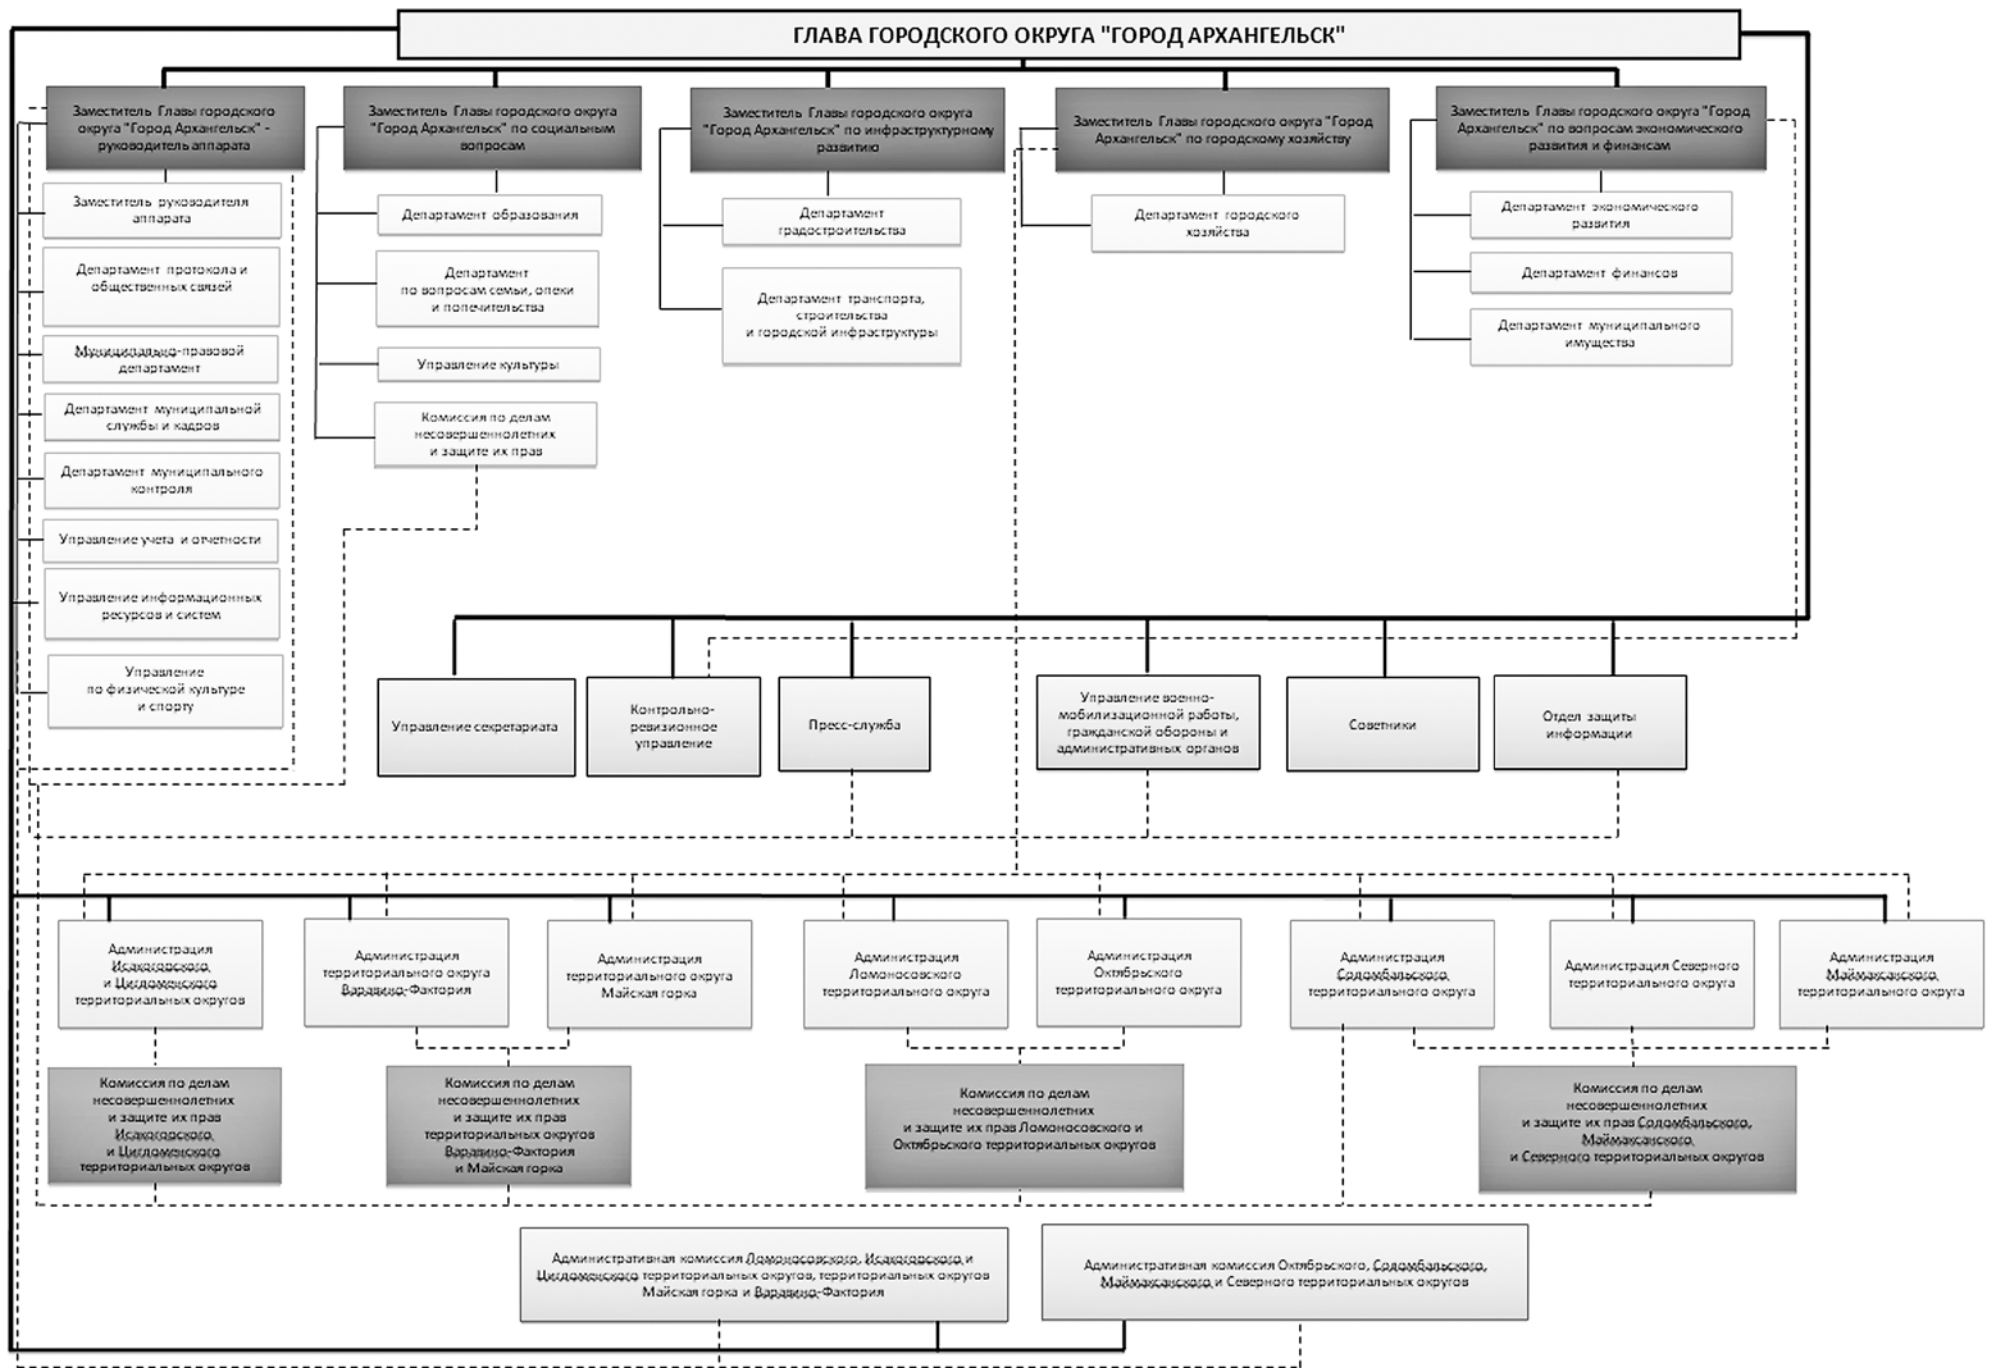 ГЛАВА ГОРОДСКОГО ОКРУГА "ГОРОД АРХАНГЕЛЬСК"
Заместитель Главы городского
округа "Город Архангельск" -
руководитель аппарата
Заместитель Главы городского округа
"Город Архангельск" по социальным
вопросам
Заместитель Главы городского округа
"Город Архангельск" по инфраструктурному
развитию
Заместитель Главы городского округа "Город
Архангельск" по городскому хозяйству
Заместитель Главы городского округа "Город
Архангельск" по вопросам экономического
развития и финансам
Заместитель руководителя
аппарата
Департамент протокола и
общественных связей
Муниципально-правовой
департамент
Департамент муниципальной
службы и кадров
Департамент муниципального
контроля
Управление учета и отчетности
Управление информационных
ресурсов и систем
Управление
по физической культуре
и спорту
Департамент образования
Департамент
по вопросам семьи, опеки
и попечительства
Управление культуры
Комиссия по делам
несовершеннолетних
и защите их прав
Департамент
градостроительства
Департамент транспорта,
строительства
и городской инфраструктуры
Департамент городского
хозяйства
Департамент экономического
развития
Департамент финансов
Департамент муниципального
имущества
Управление секретариата
Контрольно-
ревизионное
управление
Пресс-служба
Управление военно-
мобилизационной работы,
гражданской обороны и
административных органов
Советники
Отдел защиты
информации
Администрация
Исакогорского
и Цигломенского
территориальных округов
Администрация
территориального округа
Варавино-Фактория
Администрация
территориального округа
Майская горка
Администрация
Ломоносовского
территориального округа
Администрация
Октябрьского
территориального округа
Администрация
Соломбальского
территориального округа
Администрация Северного
территориального округа
Администрация
Маймаксанского
территориального округа
Комиссия по делам
несовершеннолетних
и защите их прав
Исакогорского
и Цигломенского
территориальных округов
Комиссия по делам
несовершеннолетних
и защите их прав
территориальных округов
Варавино-Фактория
и Майская горка
Комиссия по делам
несовершеннолетних
и защите их прав Ломоносовского и
Октябрьского территориальных округов
Комиссия по делам
несовершеннолетних
и защите их прав Соломбальского,
Маймаксанского
и Северного территориальных округов
Административная комиссия Ломоносовского, Исакогорского и
Цигломенского территориальных округов, территориальных округов
Майская горка и Варавино-Фактория
Административная комиссия Октябрьского, Соломбальского,
Маймаксанского и Северного территориальных округов